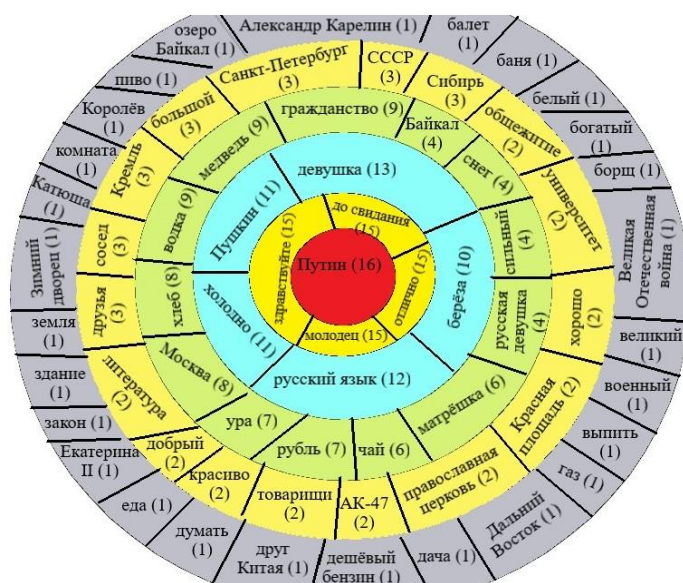 озеро
Байкал (1)
Александр Карелин (1)
балет
(1)
баня (1)
белый (1)
богатый
(1)
борщ (1)
Великая
Отечественная
война (1)
великий
(1)
военный
(1)
выпить
(1)
газ (1)
Дальний
Восток (1)
дача (1)
дешёвый
бензин (1)
друг
Китая (1)
думать
(1)
еда (1)
Екатерина
II (1)
закон (1)
здание (1)
земля
(1)
Зимний
дворец (1)
Катюша
(1)
комната
(1)
Королёв
(1)
пиво (1)
Санкт-Петербург
(3)
СССР
(3)
Сибирь
(3)
общежитие
(2)
университет
(2)
хорошо
(2)
Красная
площадь (2)
православная
церковь (2)
АК-47
(2)
товарищи
(2)
красиво
(2)
добрый
(2)
литература
(2)
друзья
(3)
сосед
(3)
Кремль
(3)
большой
(3)
гражданство (9)
Байкал
(4)
снег (4)
сильный
(4)
русская
девушка
(4)
матрёшка (6)
чай (6)
рубль (7)
ура (7)
Москва (8)
хлеб (8)
водка (9)
медведь (9)
девушка (13)
берёза (10)
русский язык (12)
холодно (11)
Пушкин (11)
до свидания
(15)
отлично (15)
молодец (15)
здравствуйте (15)
Путин (16)